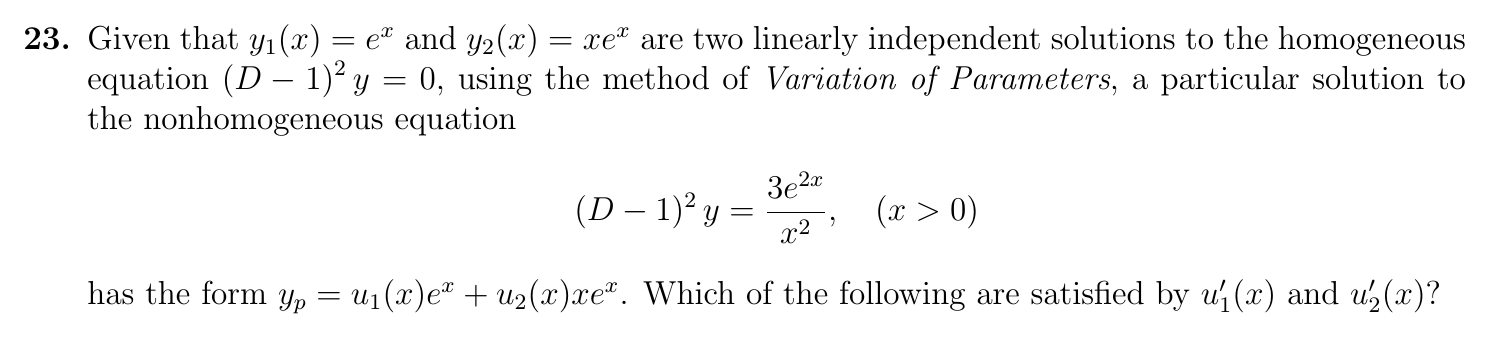 23. Given that y₁(x) = eˣ and y₂(x) = xeˣ are two linearly independent solutions to the homogeneous
equation (D − 1)² y = 0, using the method of Variation of Parameters, a particular solution to
the nonhomogeneous equation
(D − 1)² y = 3e²ˣ/x², (x > 0)
has the form yₚ = u₁(x)eˣ + u₂(x)xeˣ. Which of the following are satisfied by u₁′(x) and u₂′(x)?